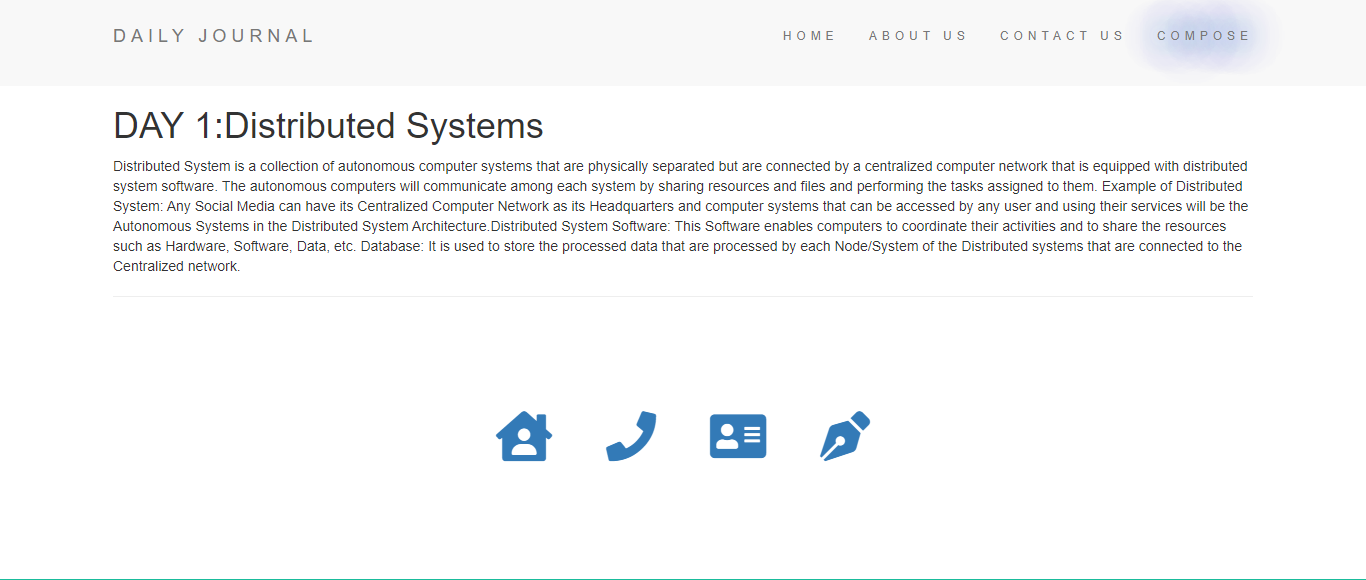 DAILY JOURNAL
HOME ABOUT US CONTACT US COMPOSE
DAY 1:Distributed Systems
Distributed System is a collection of autonomous computer systems that are physically separated but are connected by a centralized computer network that is equipped with distributed
system software. The autonomous computers will communicate among each system by sharing resources and files and performing the tasks assigned to them. Example of Distributed
System: Any Social Media can have its Centralized Computer Network as its Headquarters and computer systems that can be accessed by any user and using their services will be the
Autonomous Systems in the Distributed System Architecture.Distributed System Software: This Software enables computers to coordinate their activities and to share the resources
such as Hardware, Software, Data, etc. Database: It is used to store the processed data that are processed by each Node/System of the Distributed systems that are connected to the
Centralized network.